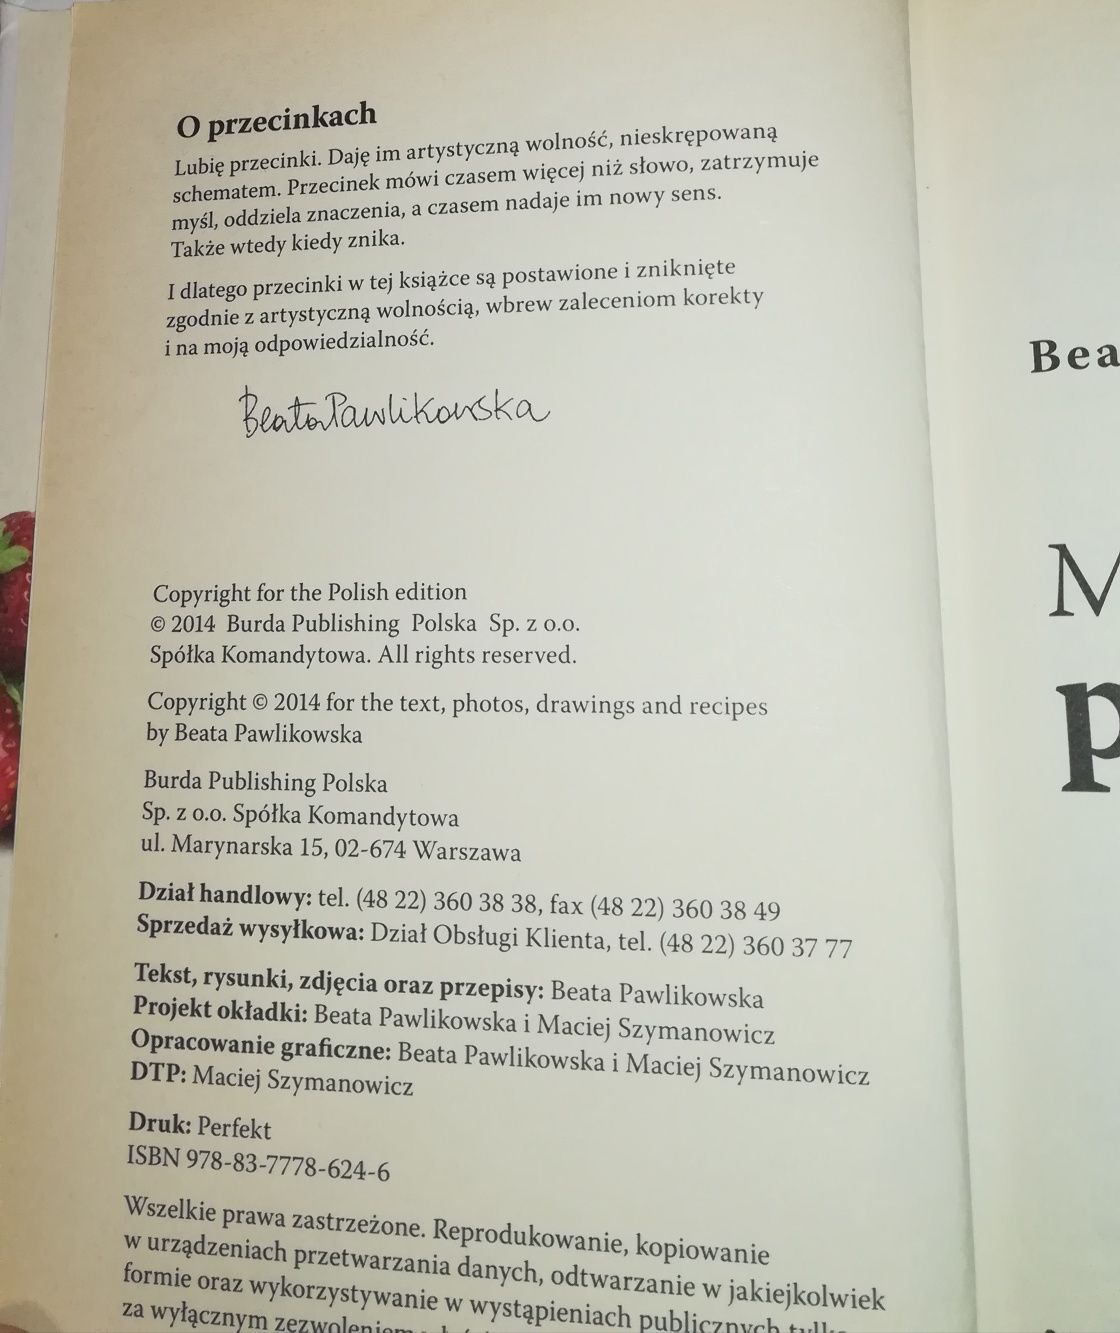 O przecinkach
Lubię przecinki. Daję im artystyczną wolność, nieskrępowaną
schematem. Przecinek mówi czasem więcej niż słowo, zatrzymuje
myśl, oddziela znaczenia, a czasem nadaje im nowy sens.
Także wtedy kiedy znika.
I dlatego przecinki w tej książce są postawione i zniknięte
zgodnie z artystyczną wolnością, wbrew zaleceniom korekty
i na moją odpowiedzialność.
Beata Pawlikowska
Copyright for the Polish edition
© 2014 Burda Publishing Polska Sp. z o.o.
Spółka Komandytowa. All rights reserved.
Copyright © 2014 for the text, photos, drawings and recipes
by Beata Pawlikowska
Burda Publishing Polska
Sp. z o.o. Spółka Komandytowa
ul. Marynarska 15, 02-674 Warszawa
Dział handlowy: tel. (48 22) 360 38 38, fax (48 22) 360 38 49
Sprzedaż wysyłkowa: Dział Obsługi Klienta, tel. (48 22) 360 37 77
Tekst, rysunki, zdjęcia oraz przepisy: Beata Pawlikowska
Projekt okładki: Beata Pawlikowska i Maciej Szymanowicz
Opracowanie graficzne: Beata Pawlikowska i Maciej Szymanowicz
DTP: Maciej Szymanowicz
Druk: Perfekt
ISBN 978-83-7778-624-6
Wszelkie prawa zastrzeżone. Reprodukowanie, kopiowanie
w urządzeniach przetwarzania danych, odtwarzanie w jakiejkolwiek
formie oraz wykorzystywanie w wystąpieniach publicznych tylko
za wyłącznym zezwoleniem
Bea
M
p